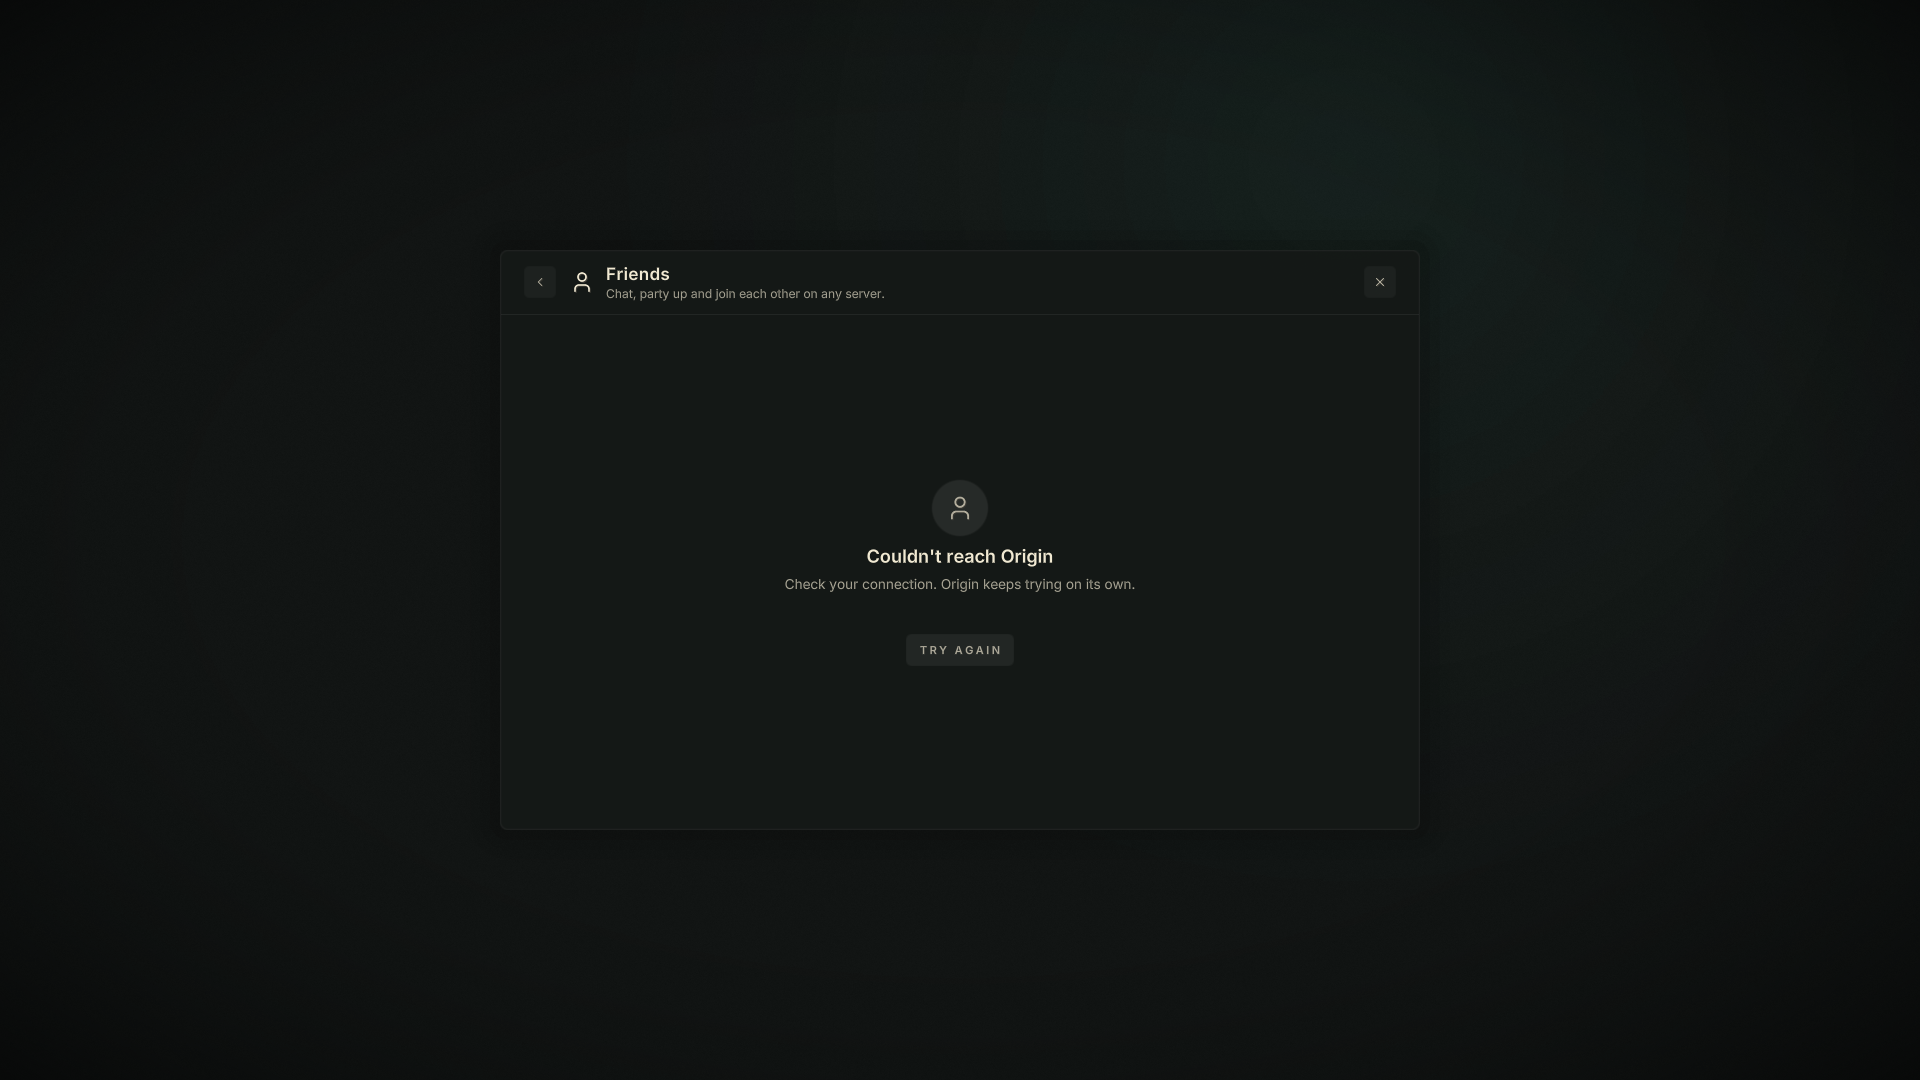 Friends
Chat, party up and join each other on any server.
Couldn't reach Origin
Check your connection. Origin keeps trying on its own.
TRY AGAIN